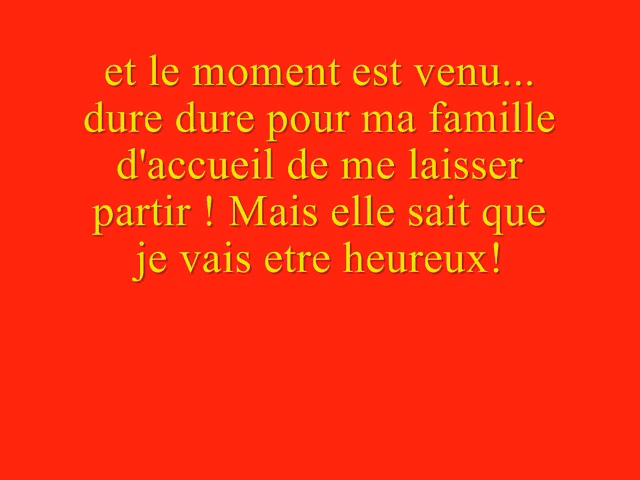 et le moment est venu...
dure dure pour ma famille
d'accueil de me laisser
partir ! Mais elle sait que
je vais etre heureux!